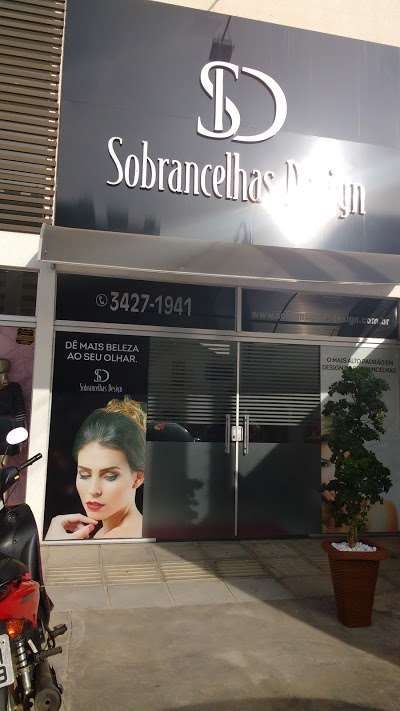 SD
Sobrancelhas Design
3427-1941
DÊ MAIS BELEZA
AO SEU OLHAR.
SD
Sobrancelhas Design
O MAIS ALTO PADRÃO EM